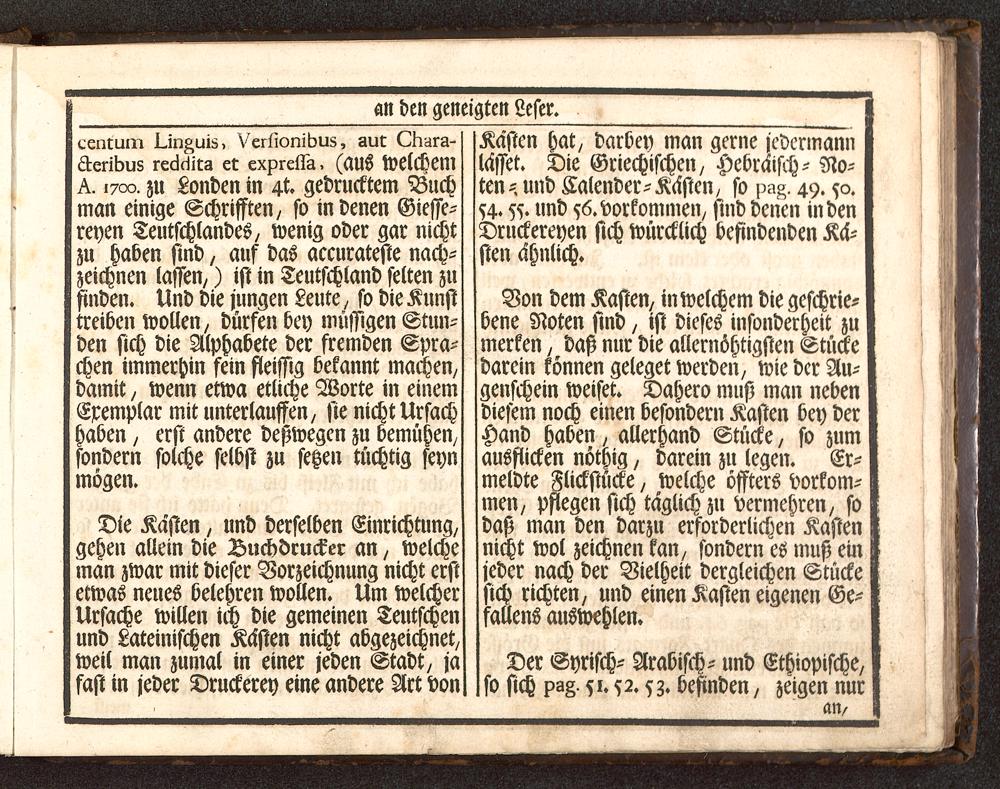 an den geneigten Leser.
centum Linguis, Versionibus, aut Chara-
cteribus reddita et expressa, (aus welchem
A. 1700. zu Londen in 4t. gedrucktem Buch
man einige Schrifften, so in denen Giesse-
reyen Teutschlandes, wenig oder gar nicht
zu haben sind, auf das accurateste nach-
zeichnen lassen,) ist in Teutschland selten zu
finden. Und die jungen Leute, so die Kunst
treiben wollen, dürfen bey müssigen Stun-
den sich die Alphabete der fremden Spra-
chen immerhin fein fleissig bekannt machen,
damit, wenn etwa etliche Worte in einem
Exemplar mit unterlauffen, sie nicht Ursach
haben, erst andere deßwegen zu bemühen,
sondern solche selbst zu setzen tüchtig seyn
mögen.
Die Kästen, und derselben Einrichtung,
gehen allein die Buchdrucker an, welche
man zwar mit dieser Vorzeichnung nicht erst
etwas neues belehren wollen. Um welcher
Ursache willen ich die gemeinen Teutschen
und Lateinischen Kästen nicht abgezeichnet,
weil man zumal in einer jeden Stadt, ja
fast in jeder Druckerey eine andere Art von
Kästen hat, darbey man gerne jedermann
lässet. Die Griechischen, Hebräisch- No-
ten- und Calender-Kästen, so pag. 49. 50.
54. 55. und 56. vorkommen, sind denen in den
Druckereyen sich würcklich befindenden Kä-
sten ähnlich.
Von dem Kasten, in welchem die geschrie-
bene Noten sind, ist dieses insonderheit zu
merken, daß nur die allernöhtigsten Stücke
darein können geleget werden, wie der Au-
genschein weiset. Dahero muß man neben
diesem noch einen besondern Kasten bey der
Hand haben, allerhand Stücke, so zum
ausflicken nöthig, darein zu legen. Er-
meldte Flickstücke, welche öffters vorkom-
men, pflegen sich täglich zu vermehren, so
daß man den darzu erforderlichen Kasten
nicht wol zeichnen kan, sondern es muß ein
jeder nach der Vielheit dergleichen Stücke
sich richten, und einen Kasten eigenen Ge-
fallens auswehlen.
Der Syrisch- Arabisch- und Ethiopische,
so sich pag. 51. 52. 53. befinden, zeigen nur
an,